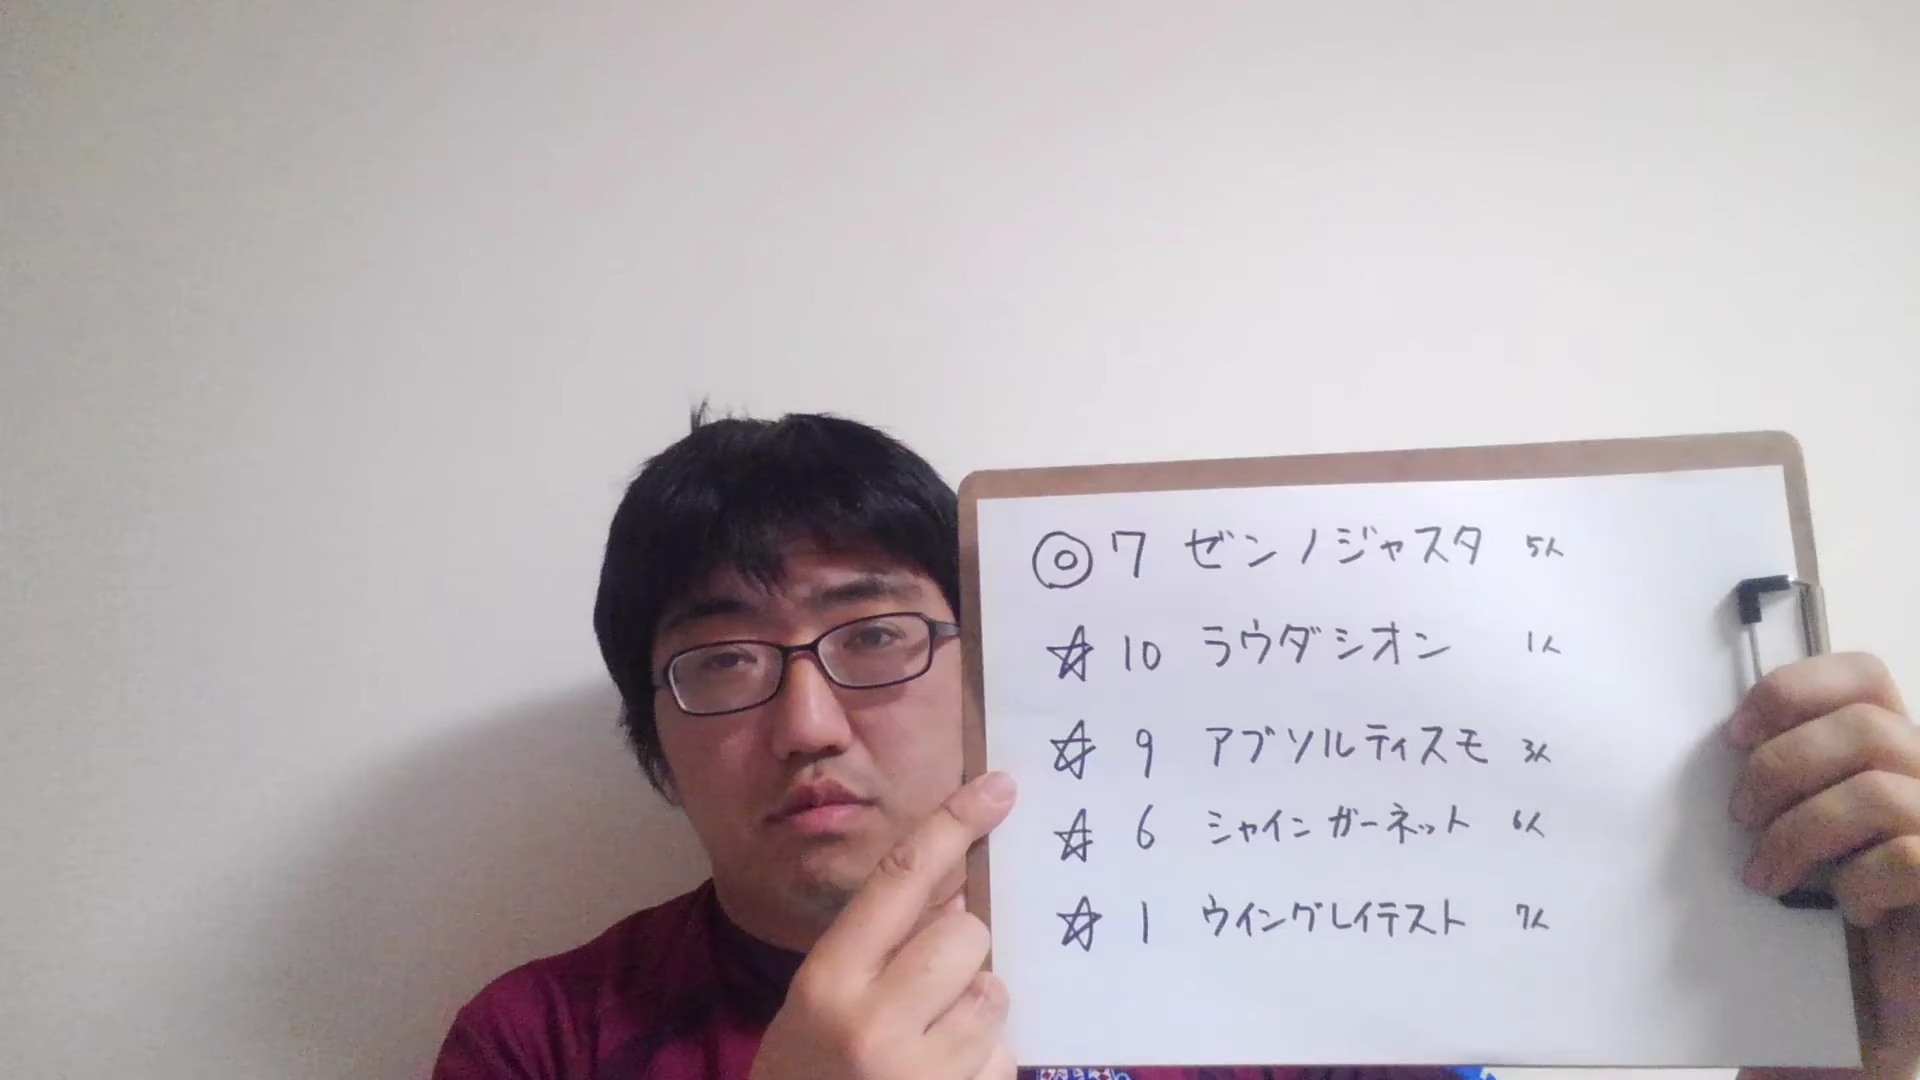 ◎ 7 ゼンノジャスタ 5人
☆ 10 ラウダシオン 1人
☆ 9 アブソルティスモ 3人
☆ 6 シャインガーネット 6人
☆ 1 ウイングレイテスト 7人